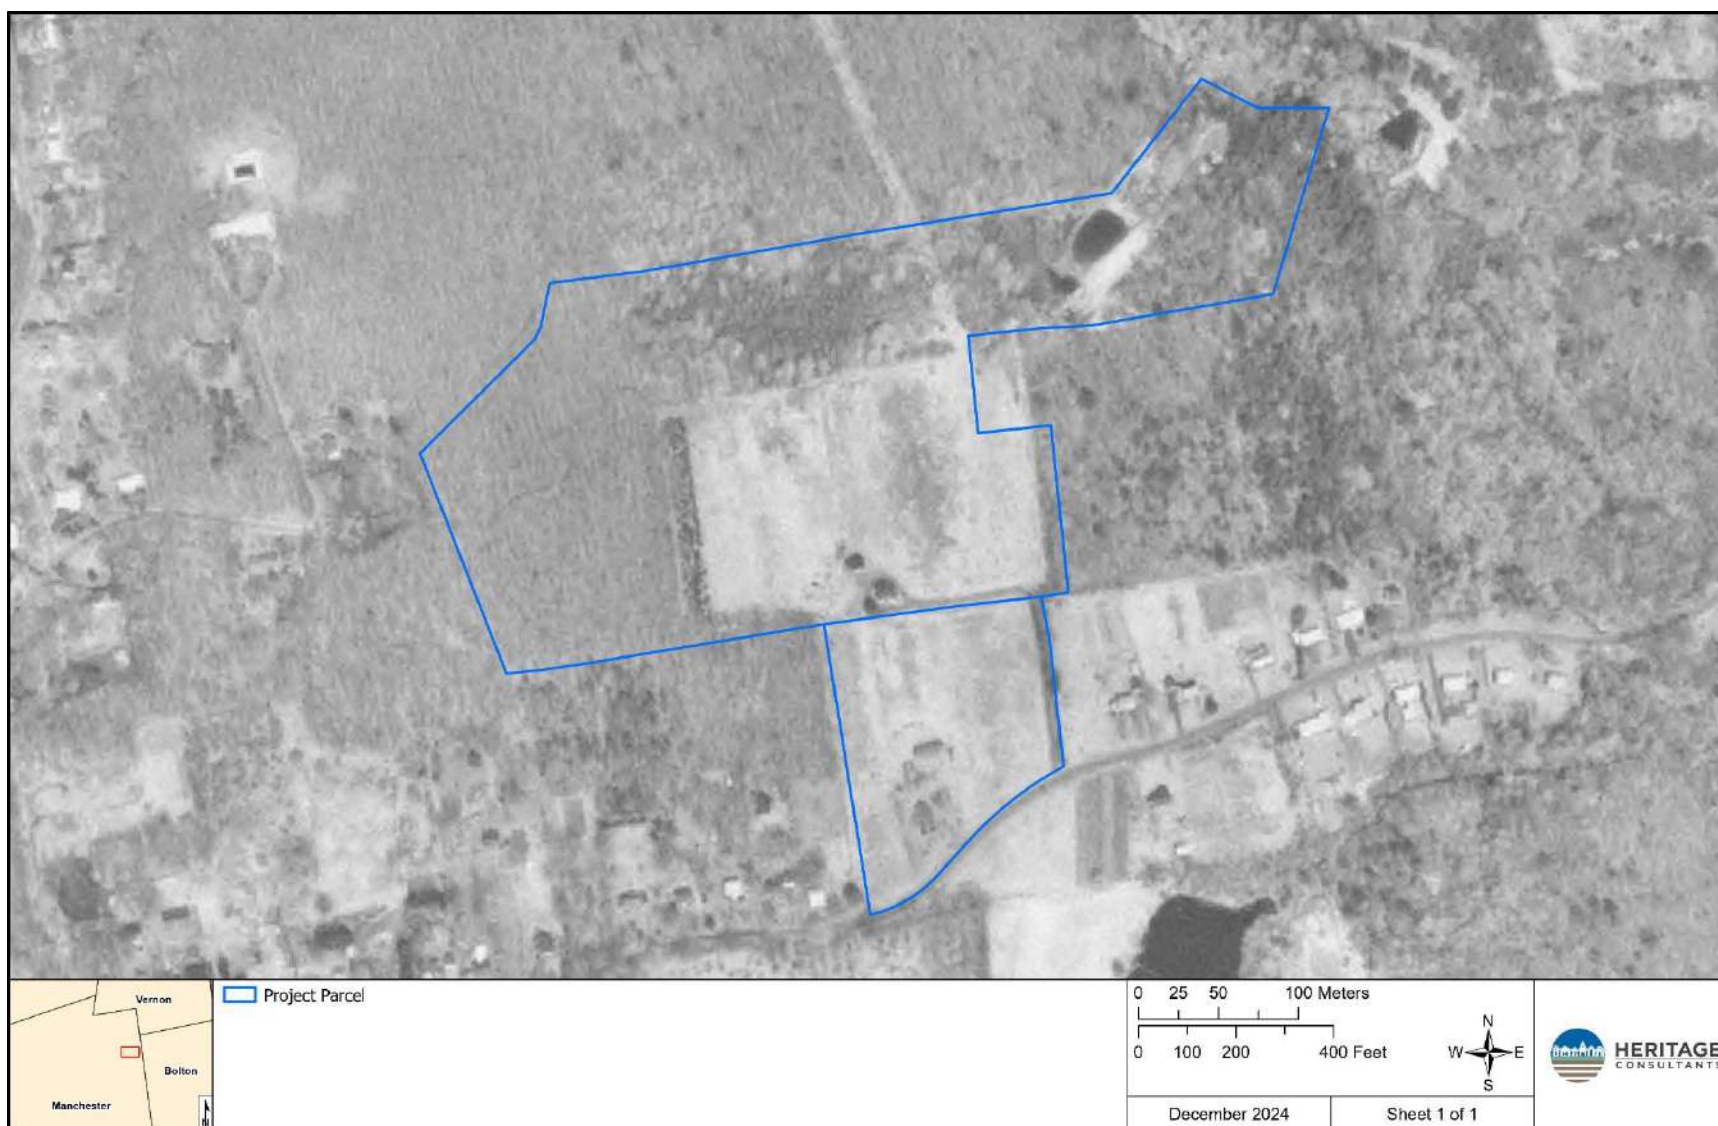 Vernon
Bolton
Manchester
N
Project Parcel
0 25 50 100 Meters
0 100 200 400 Feet
N
W E
S
December 2024
Sheet 1 of 1
HERITAGE
CONSULTANTS